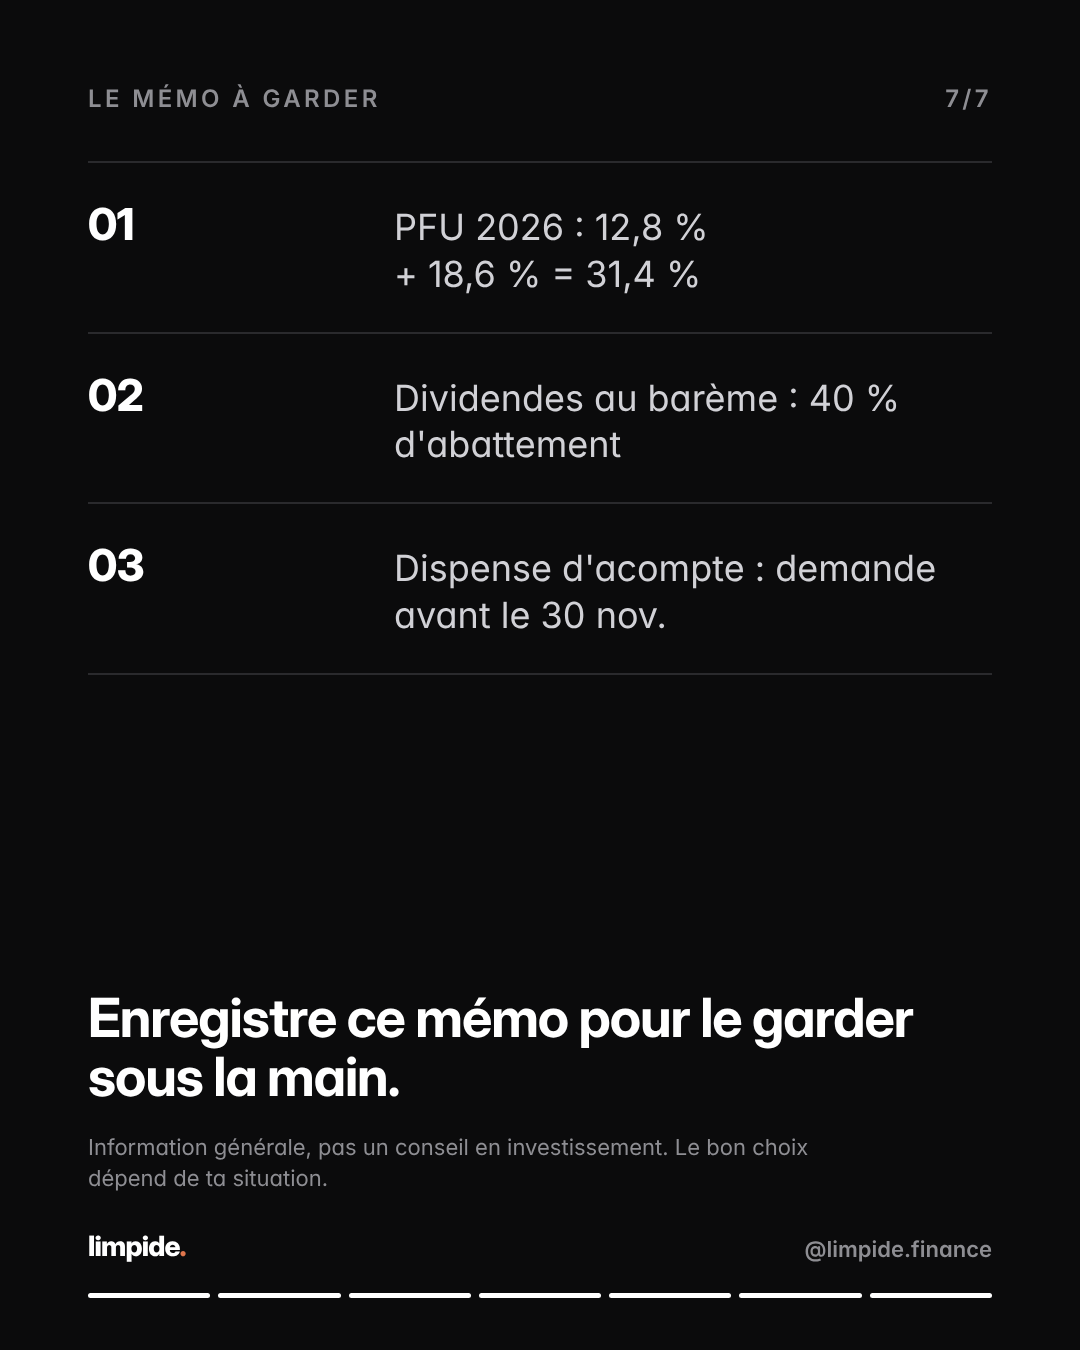 LE MÉMO À GARDER
7/7
01
PFU 2026 : 12,8 %
+ 18,6 % = 31,4 %
02
Dividendes au barème : 40 %
d'abattement
03
Dispense d'acompte : demande
avant le 30 nov.
Enregistre ce mémo pour le garder
sous la main.
Information générale, pas un conseil en investissement. Le bon choix
dépend de ta situation.
limpide.
@limpide.finance